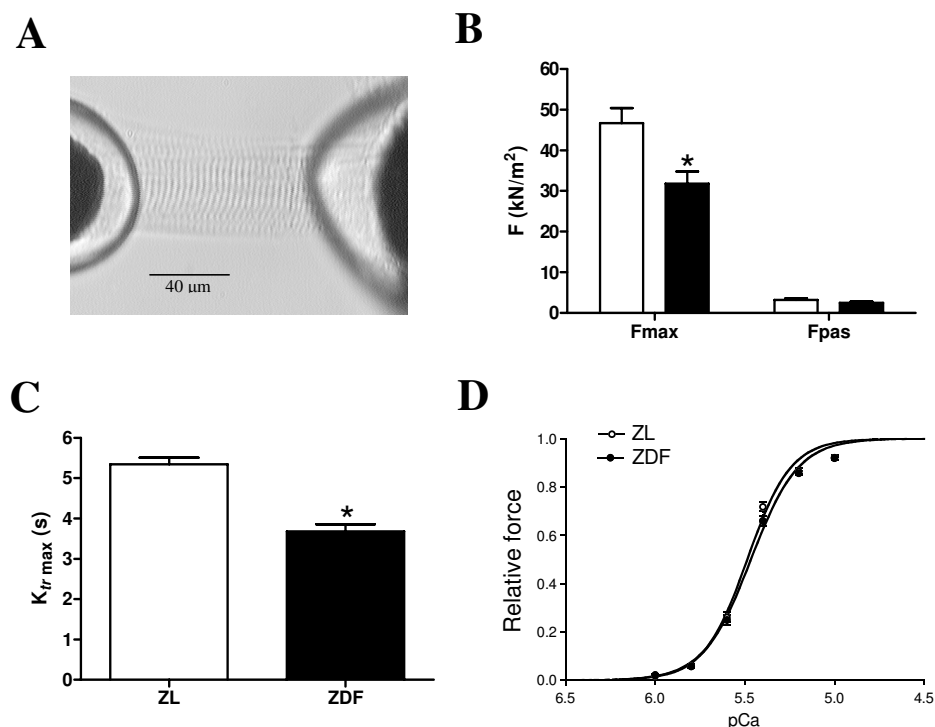 A
40 µm
B
F (kN/m²)
60
50
40
30
20
10
0
*
Fmax
Fpas
C
K tr max (s)
6
5
4
3
2
1
0
*
ZL
ZDF
D
ZL
ZDF
Relative force
1.0
0.8
0.6
0.4
0.2
0.0
6.5
6.0
5.5
5.0
4.5
pCa